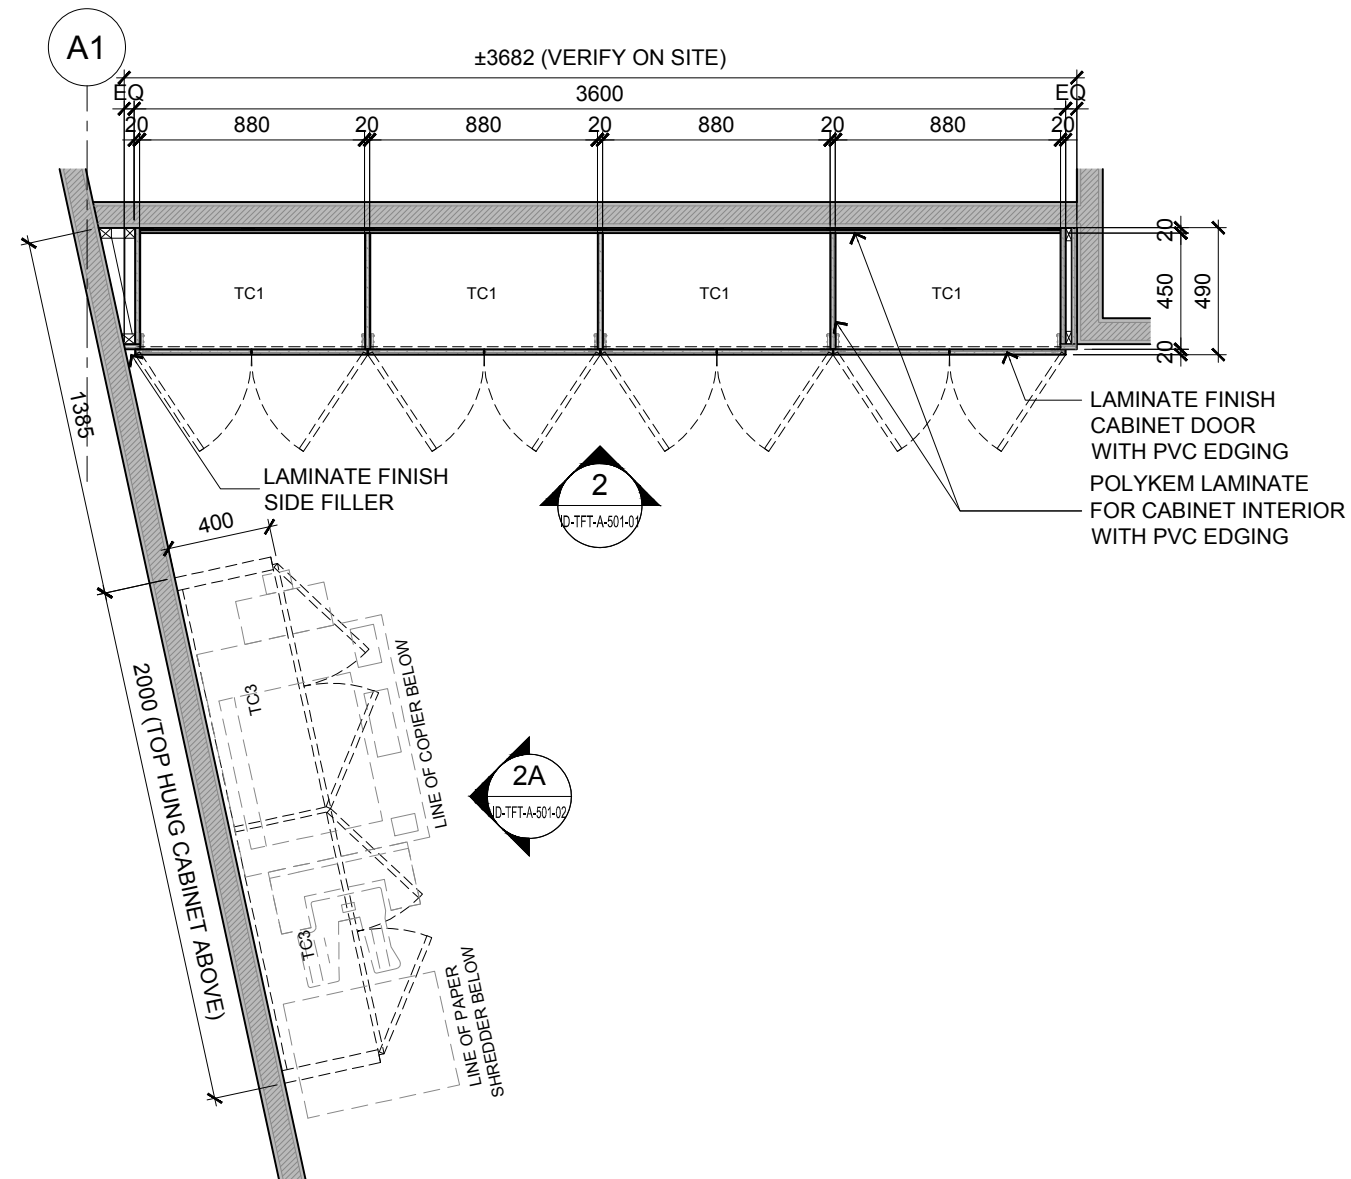 A1
±3682 (VERIFY ON SITE)
EQ
3600
EQ
20
880
20
880
20
880
20
880
20
TC1
TC1
TC1
TC1
20
450
20
490
LAMINATE FINISH
CABINET DOOR
WITH PVC EDGING
POLYKEM LAMINATE
FOR CABINET INTERIOR
WITH PVC EDGING
LAMINATE FINISH
SIDE FILLER
2
ID-TFT-A-501-01
1385
400
2000 (TOP HUNG CABINET ABOVE)
TC3
LINE OF COPIER BELOW
2A
ID-TFT-A-501-02
TC3
LINE OF PAPER
SHREDDER BELOW